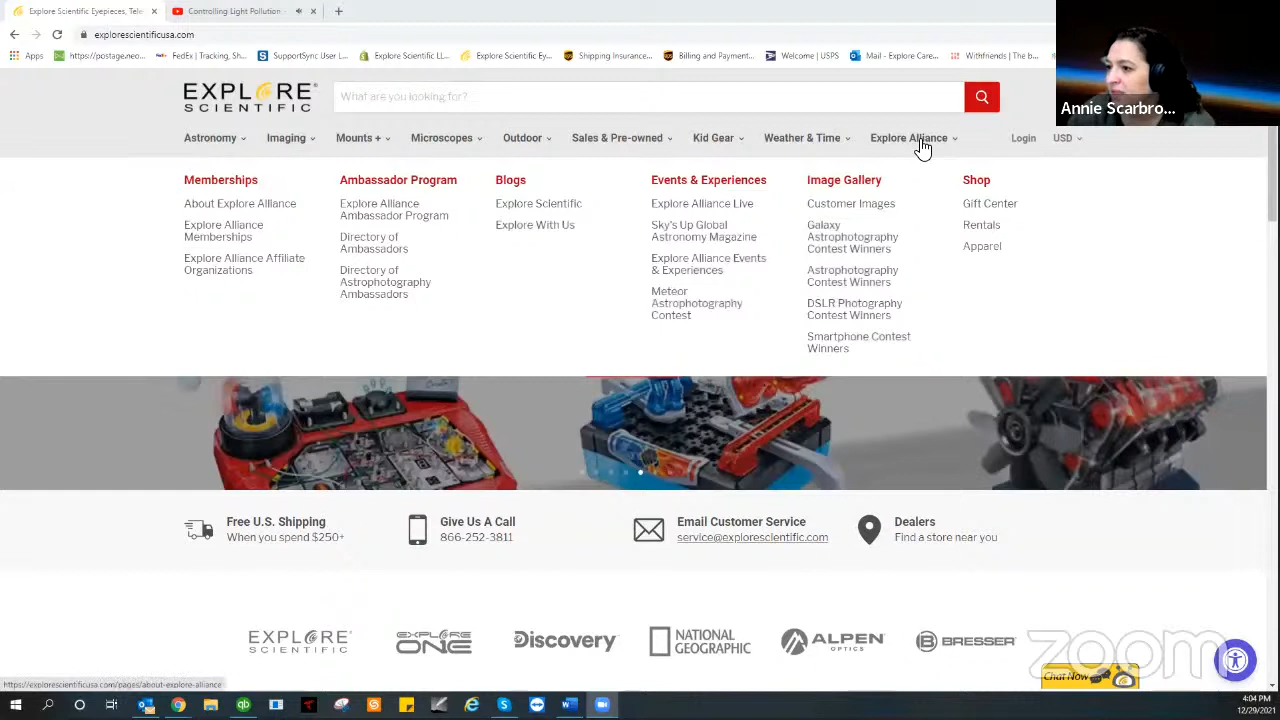 Explore Scientific Eyepieces, Tele
Controlling Light Pollution -
explorescientificusa.com
Apps
https://postage.neo...
FedEx | Tracking, Sh...
SupportSync User L...
Explore Scientific LL...
Explore Scientific Ey...
Shipping Insurance...
Billing and Payment...
Welcome | USPS
Mail - Explore Care...
Withfriends | The b...
EXPLORE
SCIENTIFIC
What are you looking for?
Annie Scarbro...
Astronomy
Imaging
Mounts +
Microscopes
Outdoor
Sales & Pre-owned
Kid Gear
Weather & Time
Explore Alliance
Login
USD
Memberships
About Explore Alliance
Explore Alliance
Memberships
Explore Alliance Affiliate
Organizations
Ambassador Program
Explore Alliance
Ambassador Program
Directory of
Ambassadors
Directory of
Astrophotography
Ambassadors
Blogs
Explore Scientific
Explore With Us
Events & Experiences
Explore Alliance Live
Sky's Up Global
Astronomy Magazine
Explore Alliance Events
& Experiences
Meteor
Astrophotography
Contest
Image Gallery
Customer Images
Galaxy
Astrophotography
Contest Winners
Astrophotography
Contest Winners
DSLR Photography
Contest Winners
Smartphone Contest
Winners
Shop
Gift Center
Rentals
Apparel
Free U.S. Shipping
When you spend $250+
Give Us A Call
866-252-3811
Email Customer Service
service@explorescientific.com
Dealers
Find a store near you
EXPLORE
SCIENTIFIC
EXPLORE
ONE
Discovery
NATIONAL
GEOGRAPHIC
ALPEN
OPTICS
BRESSER
zoom
Chat Now
https://explorescientificusa.com/pages/about-explore-alliance
4:04 PM
12/29/2021